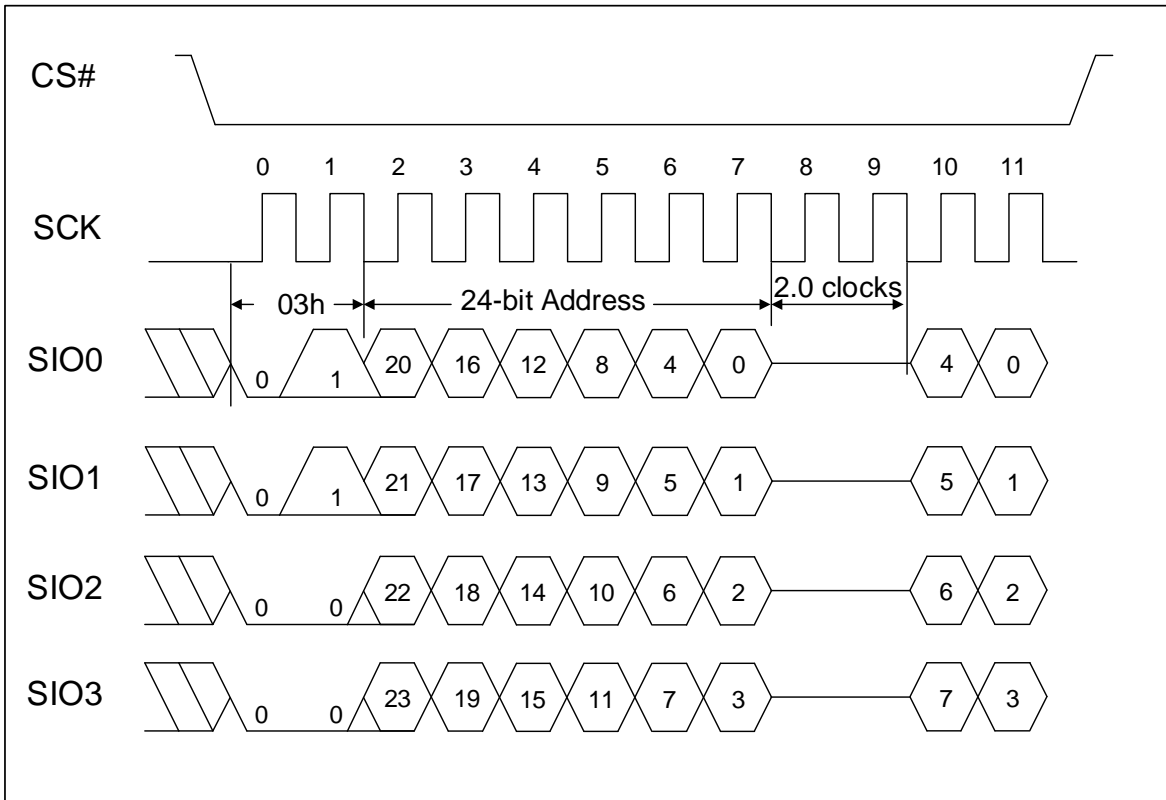 CS#
0 1 2 3 4 5 6 7 8 9 10 11
SCK
03h 24-bit Address 2.0 clocks
SIO0 0 1 20 16 12 8 4 0 4 0
SIO1 0 1 21 17 13 9 5 1 5 1
SIO2 0 0 22 18 14 10 6 2 6 2
SIO3 0 0 23 19 15 11 7 3 7 3